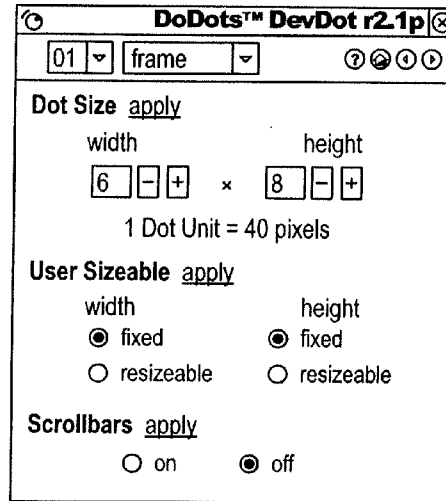 DoDots™ DevDot r2.1p
01 frame
Dot Size apply
width height
6 − + × 8 − +
1 Dot Unit = 40 pixels
User Sizeable apply
width height
fixed fixed
resizeable resizeable
Scrollbars apply
on off